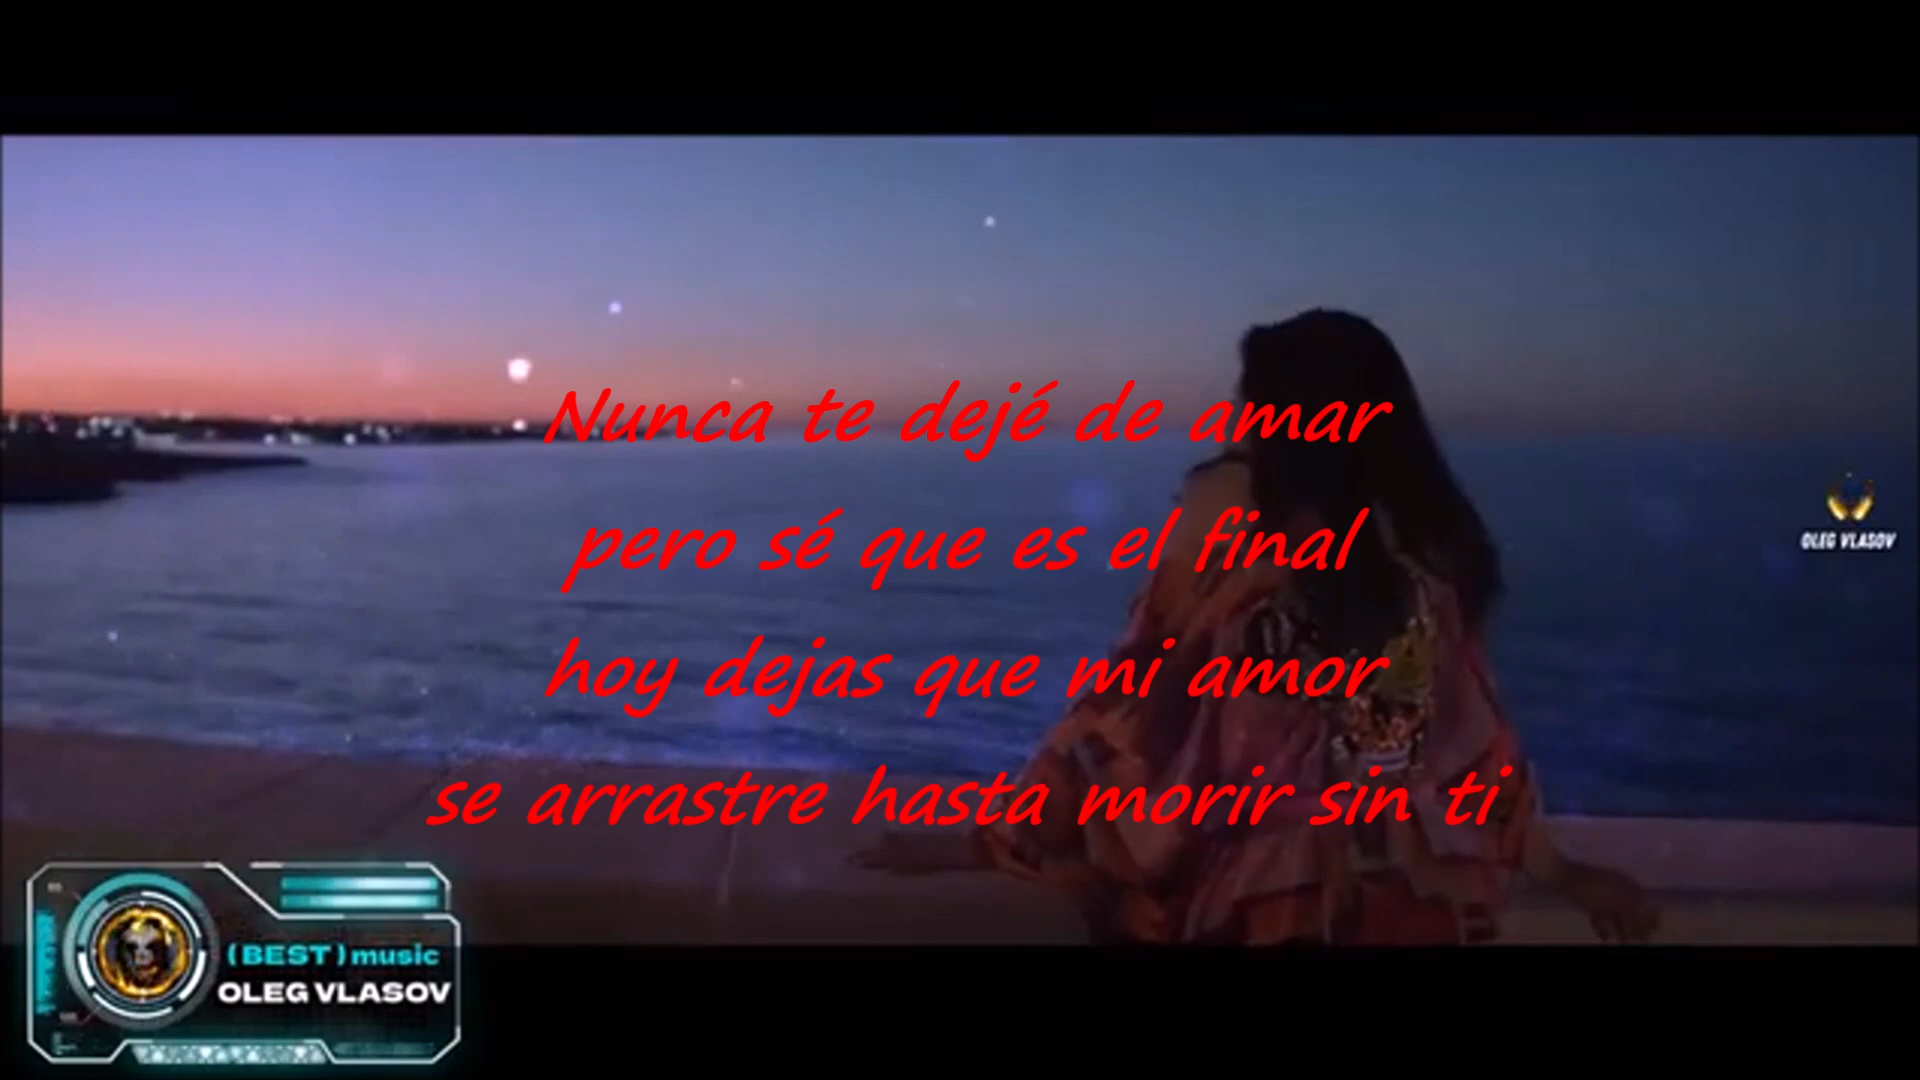 Nunca te dejé de amar
pero sé que es el final
hoy dejas que mi amor
se arrastre hasta morir sin ti
OLEG VLASOV
(BEST) music
OLEG VLASOV